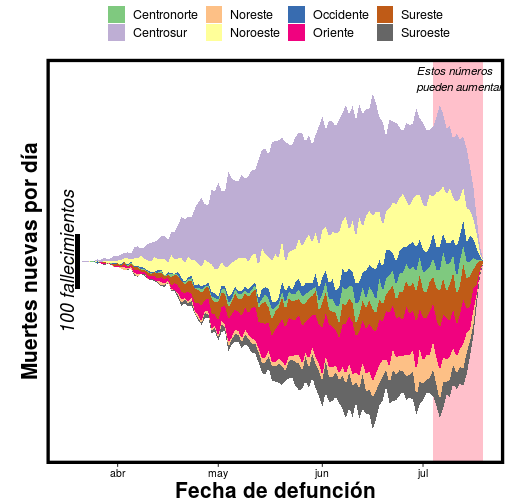 Centronorte Noreste Occidente Sureste
Centrosur Noroeste Oriente Suroeste
Estos números
pueden aumentar
Muertes nuevas por día
100 fallecimientos
abr may jun jul
Fecha de defunción